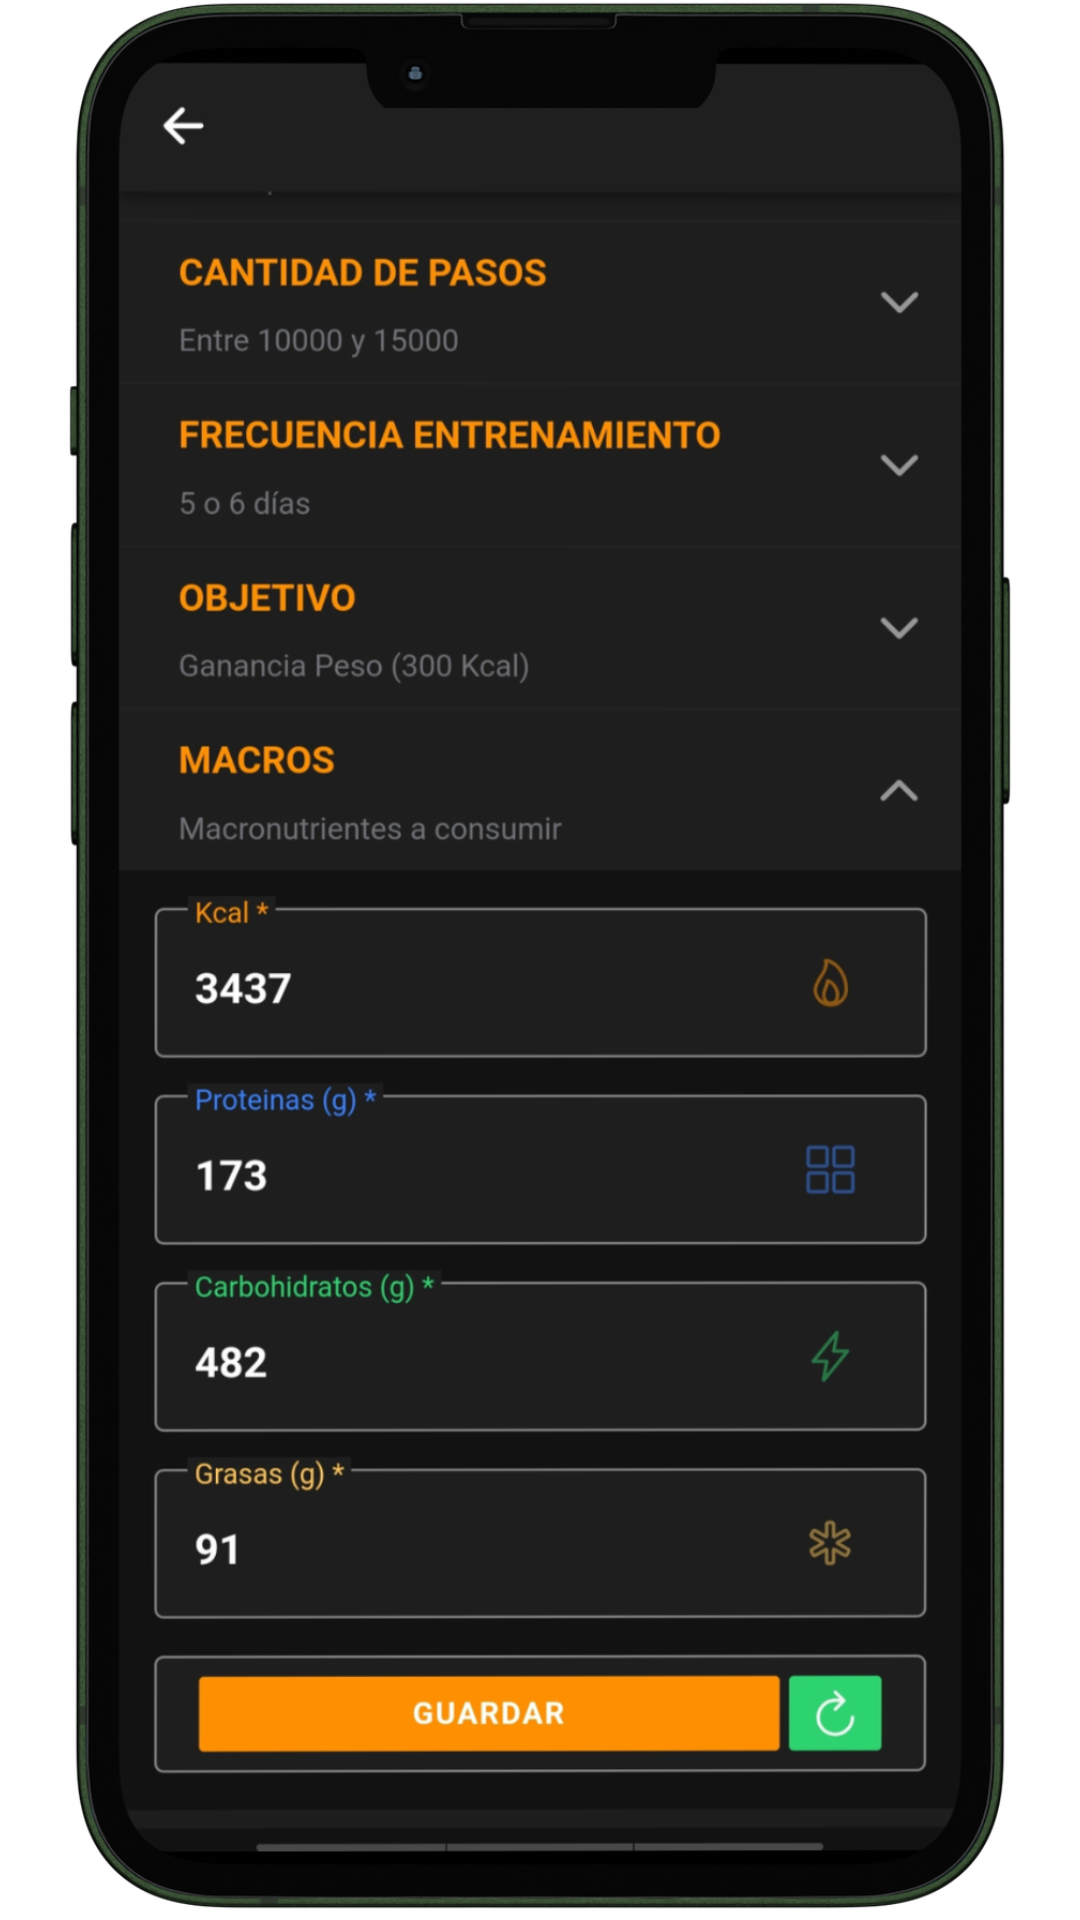 CANTIDAD DE PASOS
Entre 10000 y 15000
FRECUENCIA ENTRENAMIENTO
5 o 6 días
OBJETIVO
Ganancia Peso (300 Kcal)
MACROS
Macronutrientes a consumir
Kcal *
3437
Proteinas (g) *
173
Carbohidratos (g) *
482
Grasas (g) *
91
GUARDAR